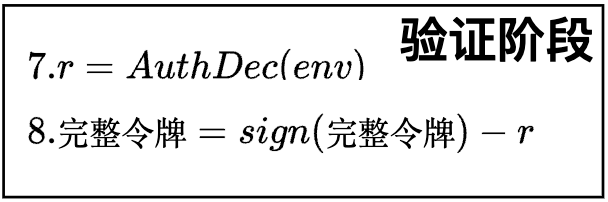 验证阶段
7.r = AuthDec(env)
8.完整令牌 = sign(完整令牌) − r